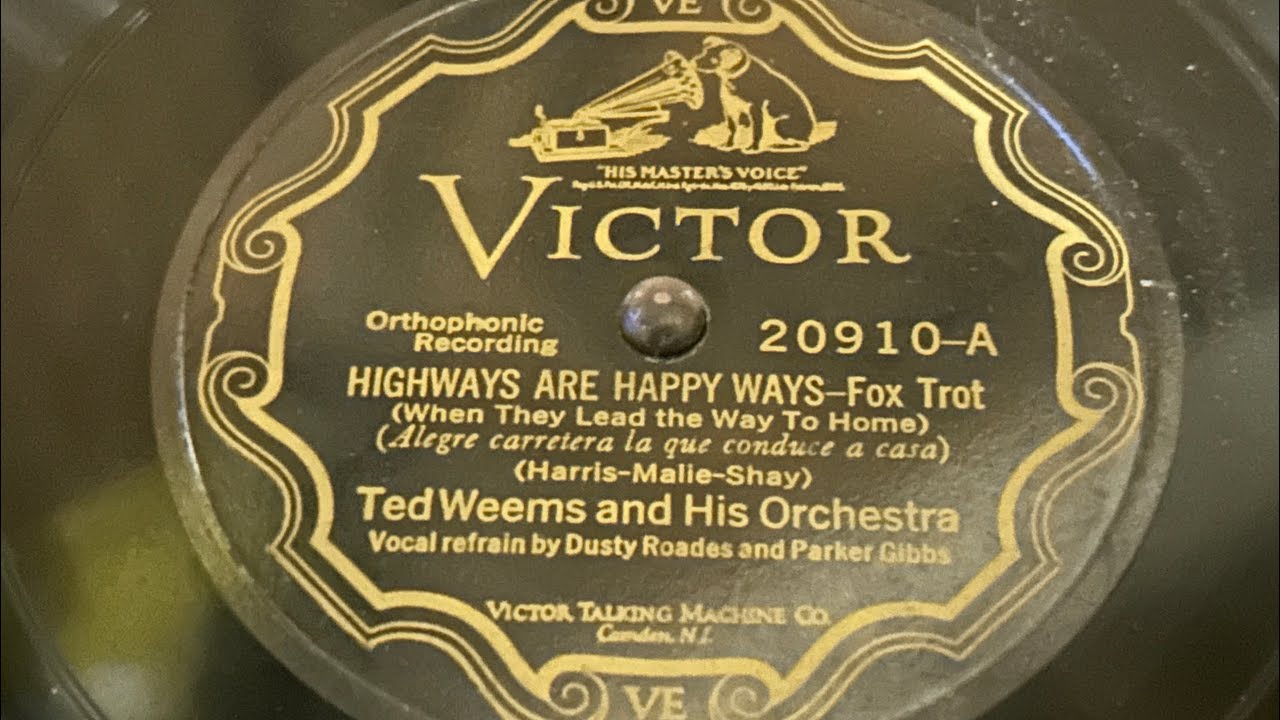 VE
"HIS MASTER'S VOICE"
VICTOR
Orthophonic
Recording
20910-A
HIGHWAYS ARE HAPPY WAYS-Fox Trot
(When They Lead the Way To Home)
(Alegre carretera la que conduce a casa)
(Harris-Malie-Shay)
Ted Weems and His Orchestra
Vocal refrain by Dusty Roades and Parker Gibbs
VICTOR TALKING MACHINE CO.
Camden, N.J.
VE